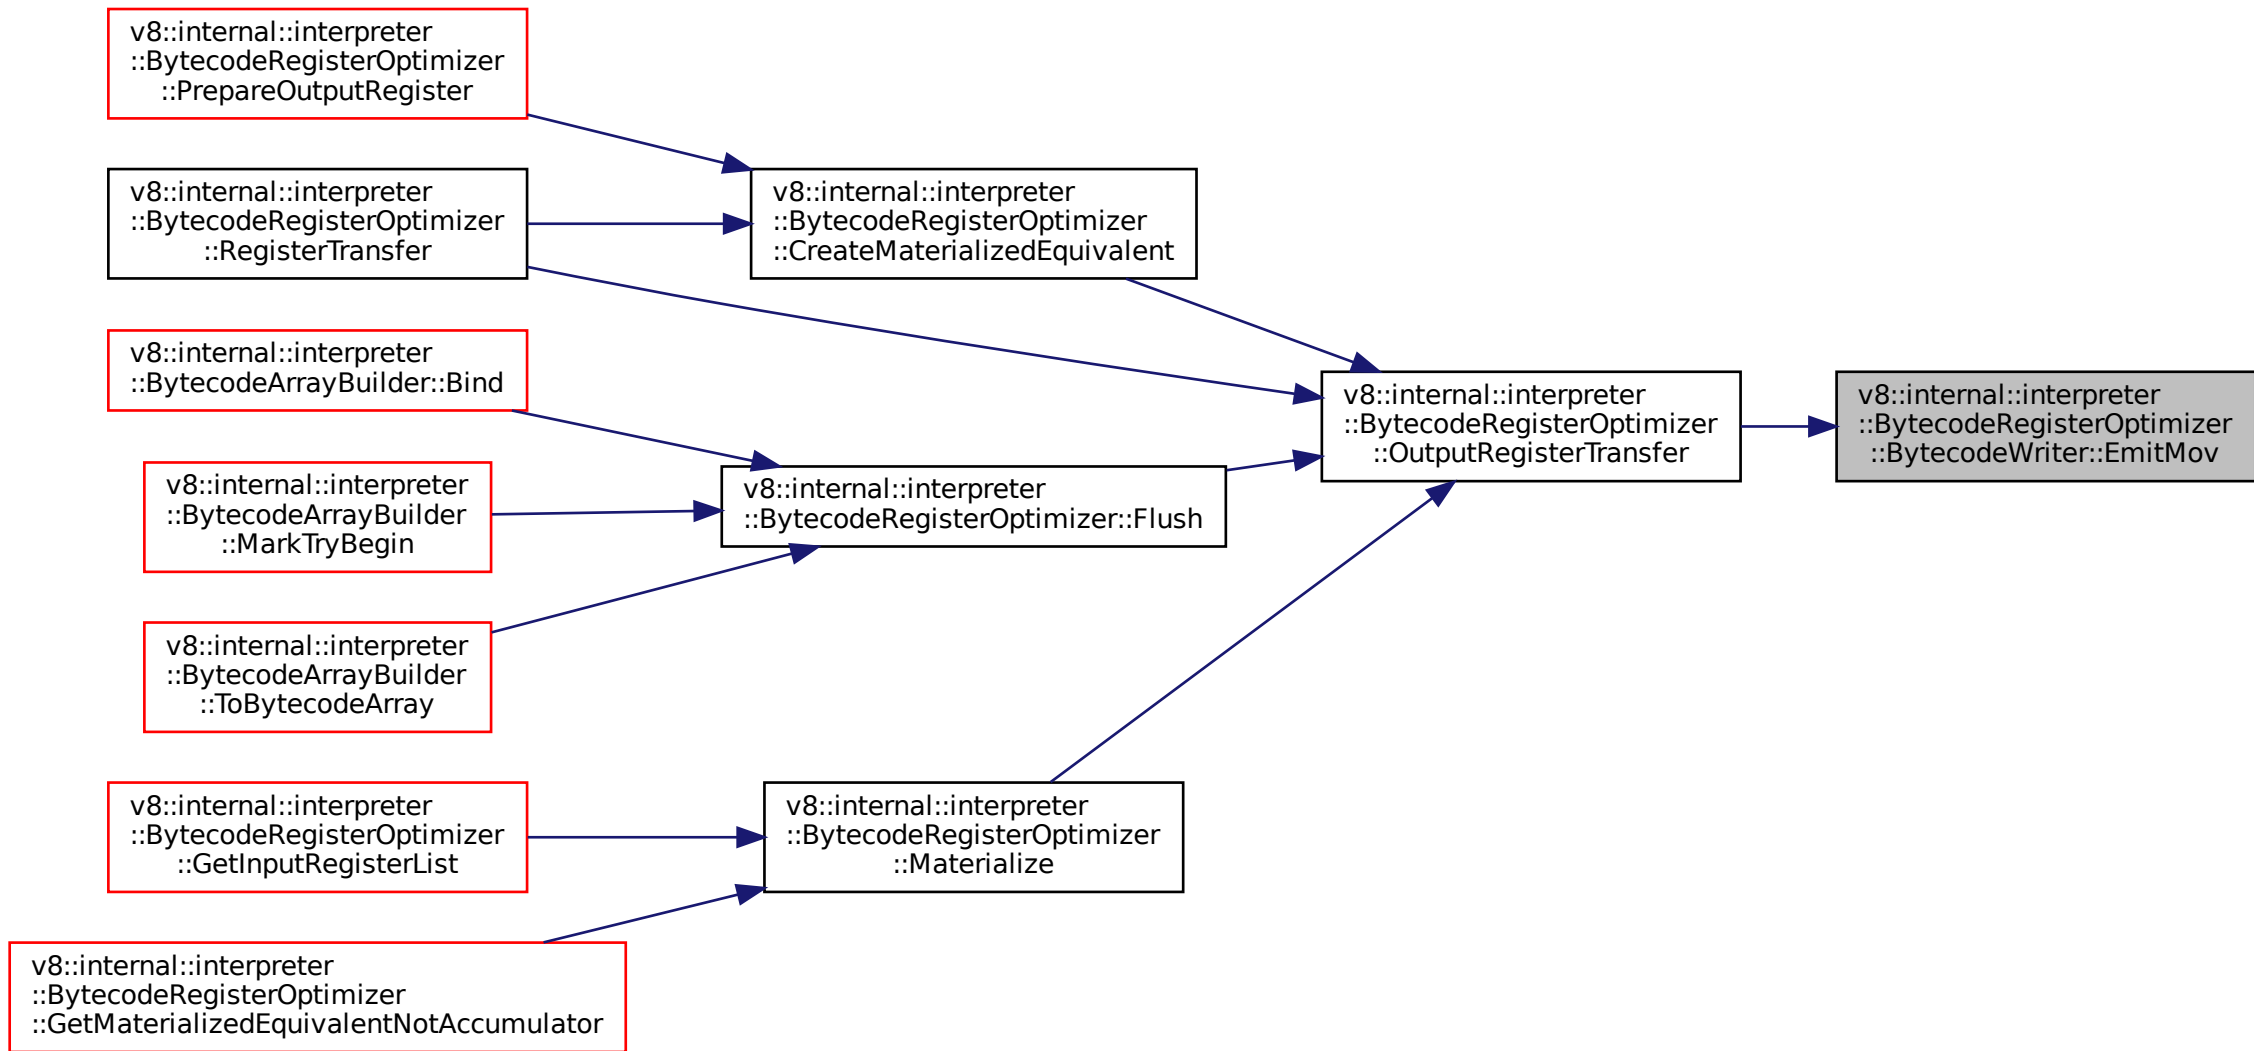 v8::internal::interpreter
::BytecodeRegisterOptimizer
::PrepareOutputRegister
v8::internal::interpreter
::BytecodeRegisterOptimizer
::RegisterTransfer
v8::internal::interpreter
::BytecodeArrayBuilder::Bind
v8::internal::interpreter
::BytecodeArrayBuilder
::MarkTryBegin
v8::internal::interpreter
::BytecodeArrayBuilder
::ToBytecodeArray
v8::internal::interpreter
::BytecodeRegisterOptimizer
::GetInputRegisterList
v8::internal::interpreter
::BytecodeRegisterOptimizer
::GetMaterializedEquivalentNotAccumulator
v8::internal::interpreter
::BytecodeRegisterOptimizer
::CreateMaterializedEquivalent
v8::internal::interpreter
::BytecodeRegisterOptimizer::Flush
v8::internal::interpreter
::BytecodeRegisterOptimizer
::Materialize
v8::internal::interpreter
::BytecodeRegisterOptimizer
::OutputRegisterTransfer
v8::internal::interpreter
::BytecodeRegisterOptimizer
::BytecodeWriter::EmitMov